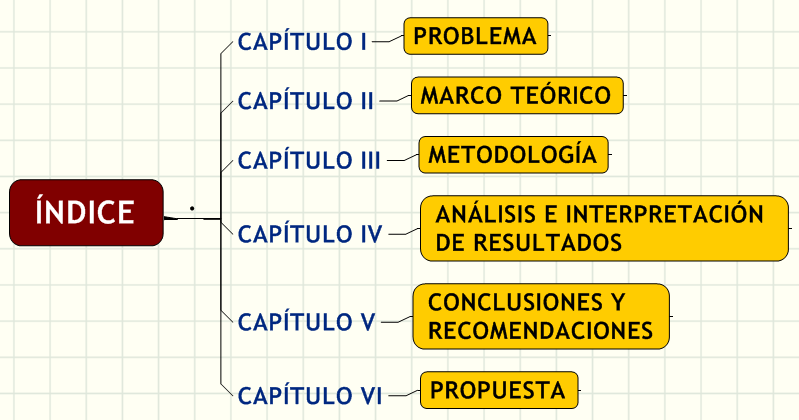 ÍNDICE
CAPÍTULO I
PROBLEMA
CAPÍTULO II
MARCO TEÓRICO
CAPÍTULO III
METODOLOGÍA
CAPÍTULO IV
ANÁLISIS E INTERPRETACIÓN
DE RESULTADOS
CAPÍTULO V
CONCLUSIONES Y
RECOMENDACIONES
CAPÍTULO VI
PROPUESTA